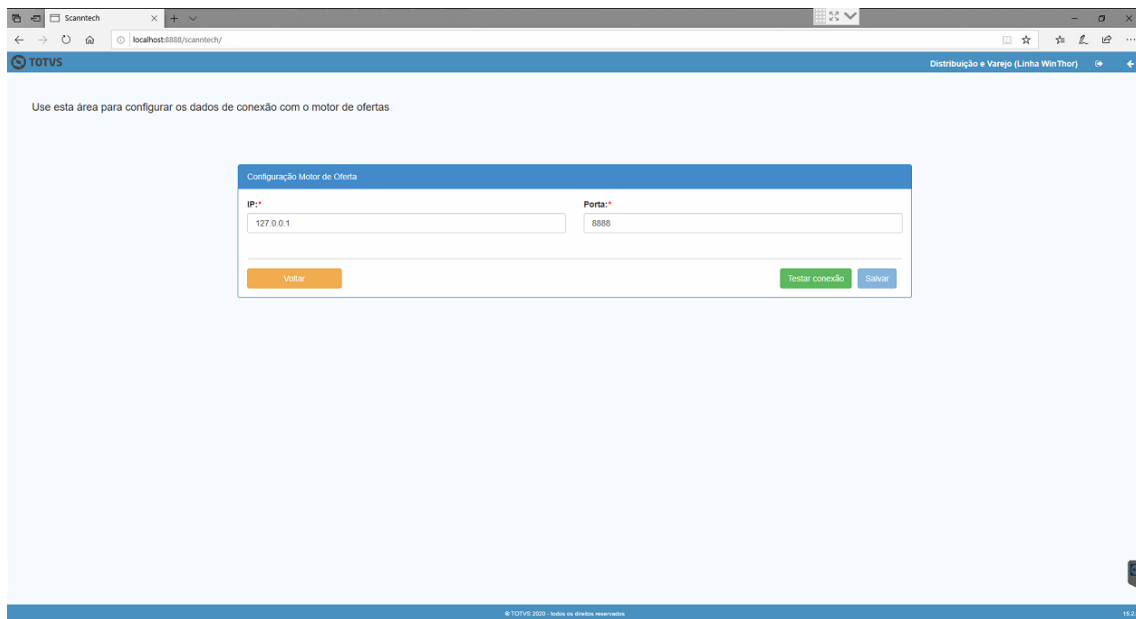 Scanntech
localhost:8888/scanntech/
TOTVS
Distribuição e Varejo (Linha WinThor)
Use esta área para configurar os dados de conexão com o motor de ofertas
Configuração Motor de Oferta
IP:* Porta:*
127.0.0.1 8888
Voltar Testar conexão Salvar
© TOTVS 2020 - todos os direitos reservados
15.2.